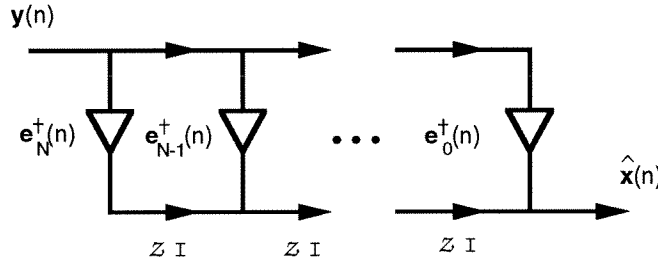 y(n)
e†N(n) e†N-1(n) • • • e†0(n)
x̂(n)
z I z I z I